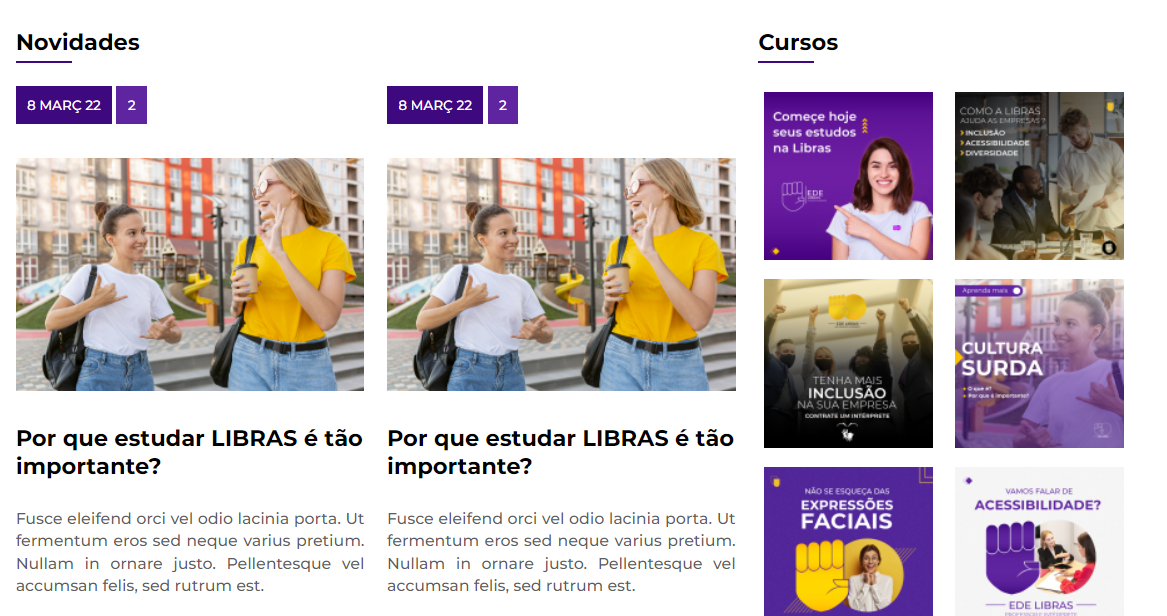 Novidades
8 MARÇ 22
2
Por que estudar LIBRAS é tão
importante?
Fusce eleifend orci vel odio lacinia porta. Ut
fermentum eros sed neque varius pretium.
Nullam in ornare justo. Pellentesque vel
accumsan felis, sed rutrum est.
8 MARÇ 22
2
Por que estudar LIBRAS é tão
importante?
Fusce eleifend orci vel odio lacinia porta. Ut
fermentum eros sed neque varius pretium.
Nullam in ornare justo. Pellentesque vel
accumsan felis, sed rutrum est.
Cursos
Começe hoje
seus estudos
na Libras
EDE
COMO A LIBRAS
AJUDA AS EMPRESAS ?
INCLUSÃO
ACESSIBILIDADE
DIVERSIDADE
EDE LIBRAS
TENHA MAIS
INCLUSÃO
NA SUA EMPRESA
CONTRATE UM INTÉRPRETE
Aprenda mais
CULTURA
SURDA
O que é?
Por que é importante?
NÃO SE ESQUEÇA DAS
EXPRESSÕES
FACIAIS
VAMOS FALAR DE
ACESSIBILIDADE?
EDE LIBRAS